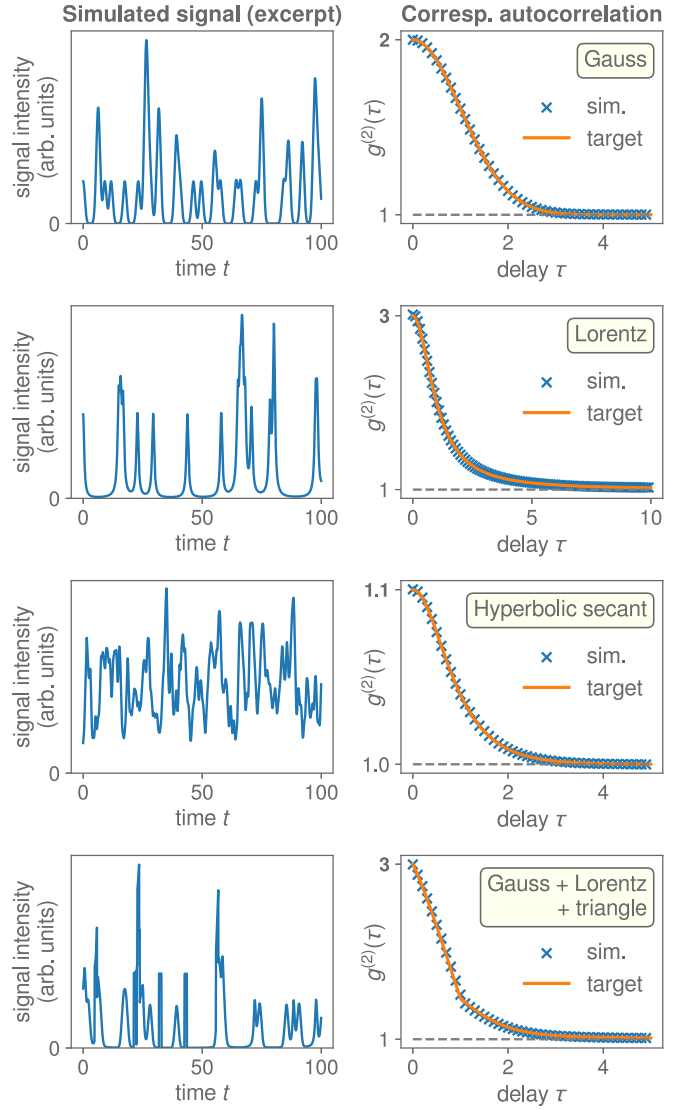 Simulated signal (excerpt)
Corresp. autocorrelation
signal intensity
(arb. units)
0
0
50
100
time t
g(2)(τ)
2
1
0
2
4
delay τ
Gauss
sim.
target
signal intensity
(arb. units)
0
0
50
100
time t
g(2)(τ)
3
1
0
5
10
delay τ
Lorentz
sim.
target
signal intensity
(arb. units)
0
0
50
100
time t
g(2)(τ)
1.1
1.0
0
2
4
delay τ
Hyperbolic secant
sim.
target
signal intensity
(arb. units)
0
0
50
100
time t
g(2)(τ)
3
1
0
2
4
delay τ
Gauss + Lorentz
+ triangle
sim.
target